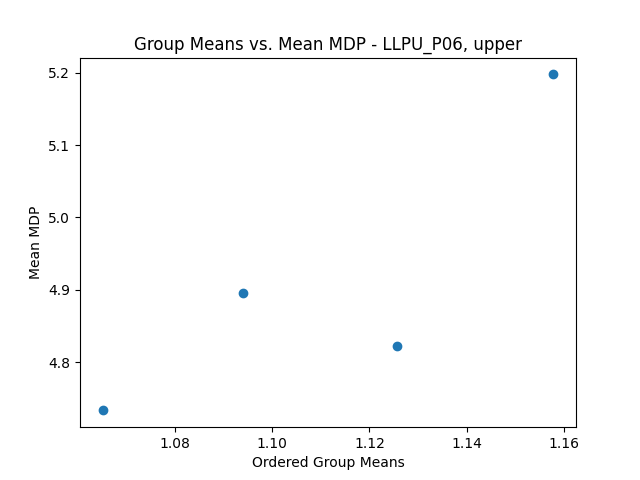 Group Means vs. Mean MDP - LLPU_P06, upper
5.2
5.1
5.0
4.9
4.8
Mean MDP
1.08 1.10 1.12 1.14 1.16
Ordered Group Means